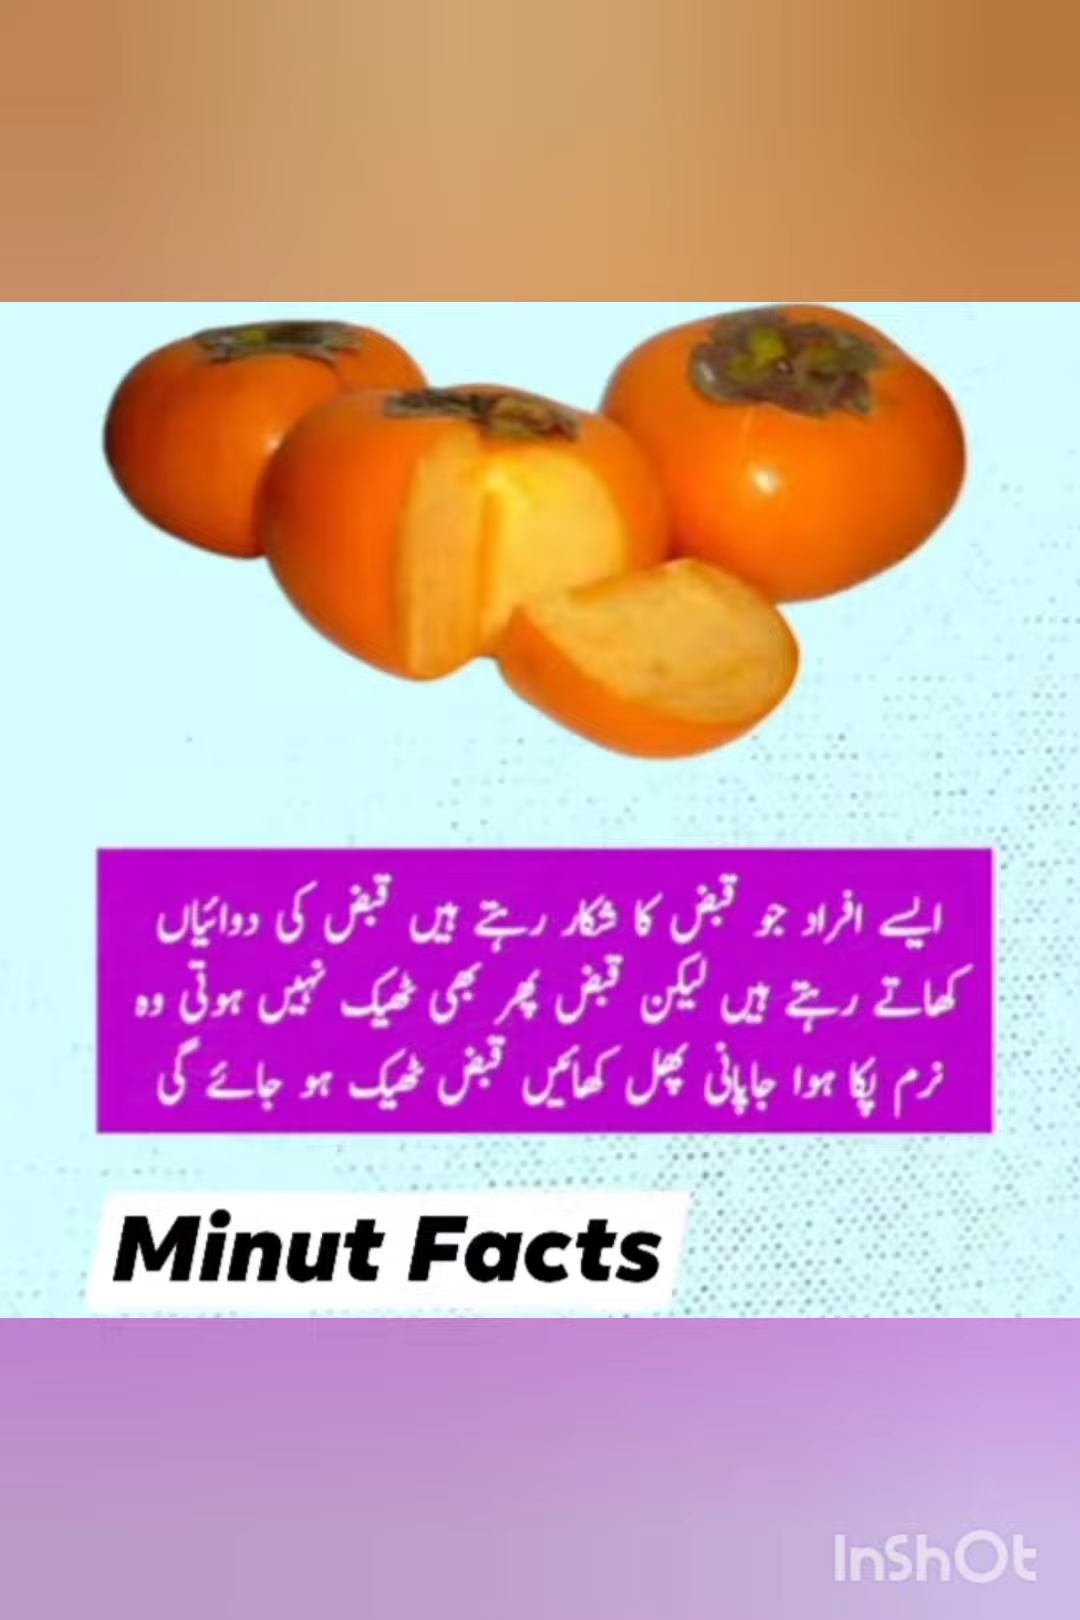 ایسے افراد جو قبض کا شکار رہتے ہیں قبض کی دوائیاں
کھاتے رہتے ہیں لیکن قبض پھر بھی ٹھیک نہیں ہوتی وہ
نرم پکا ہوا جاپانی پھل کھائیں قبض ٹھیک ہو جائے گی
Minut Facts
InShOt